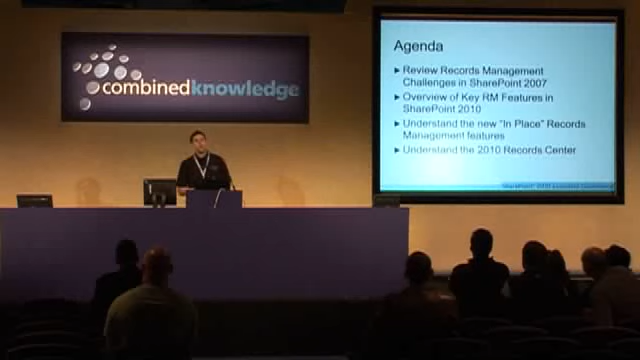 combinedknowledge
Agenda
► Review Records Management
Challenges in SharePoint 2007
► Overview of Key RM Features in
SharePoint 2010
► Understand the new "In Place" Records
Management features
► Understand the 2010 Records Center